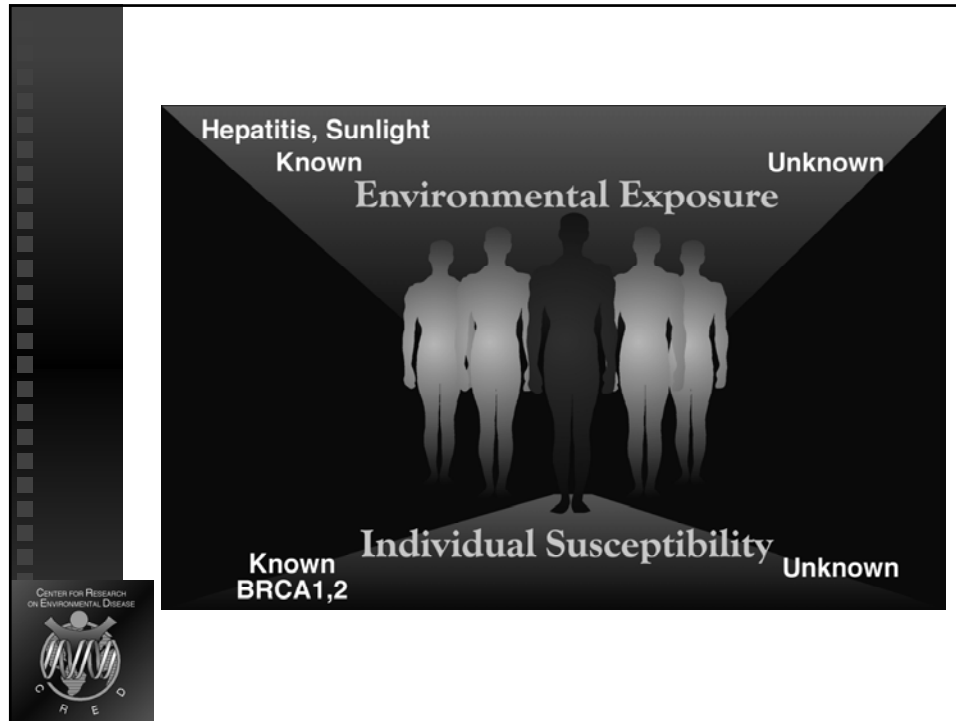 Hepatitis, Sunlight
Known
Unknown
Environmental Exposure
Individual Susceptibility
Known
BRCA1,2
Unknown
CENTER FOR RESEARCH
ON ENVIRONMENTAL DISEASE
C R E D